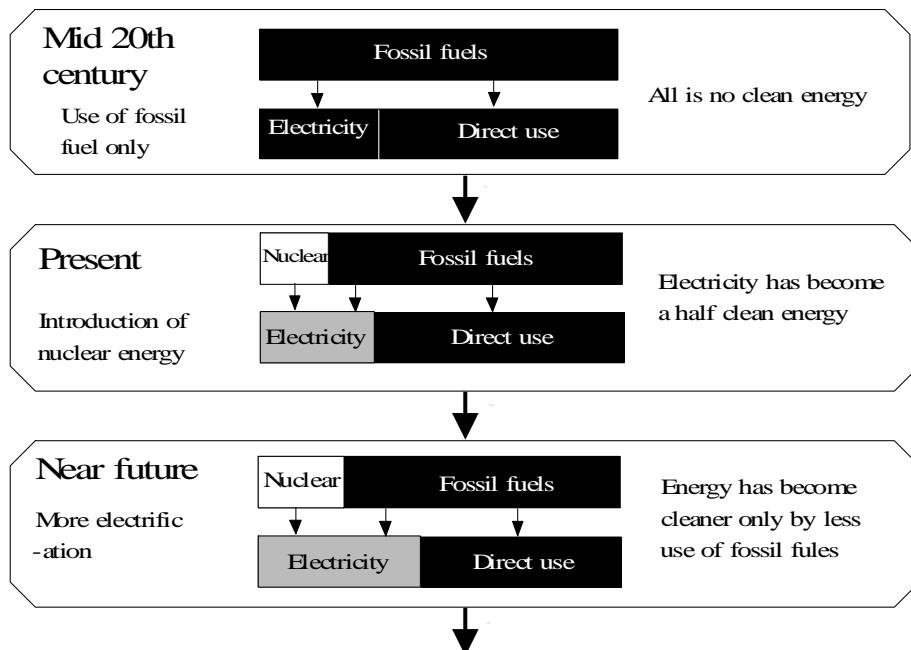 Mid 20th
century
Use of fossil
fuel only
Fossil fuels
Electricity
Direct use
All is no clean energy
Present
Introduction of
nuclear energy
Nuclear
Fossil fuels
Electricity
Direct use
Electricity has become
a half clean energy
Near future
More electrific
-ation
Nuclear
Fossil fuels
Electricity
Direct use
Energy has become
cleaner only by less
use of fossil fules